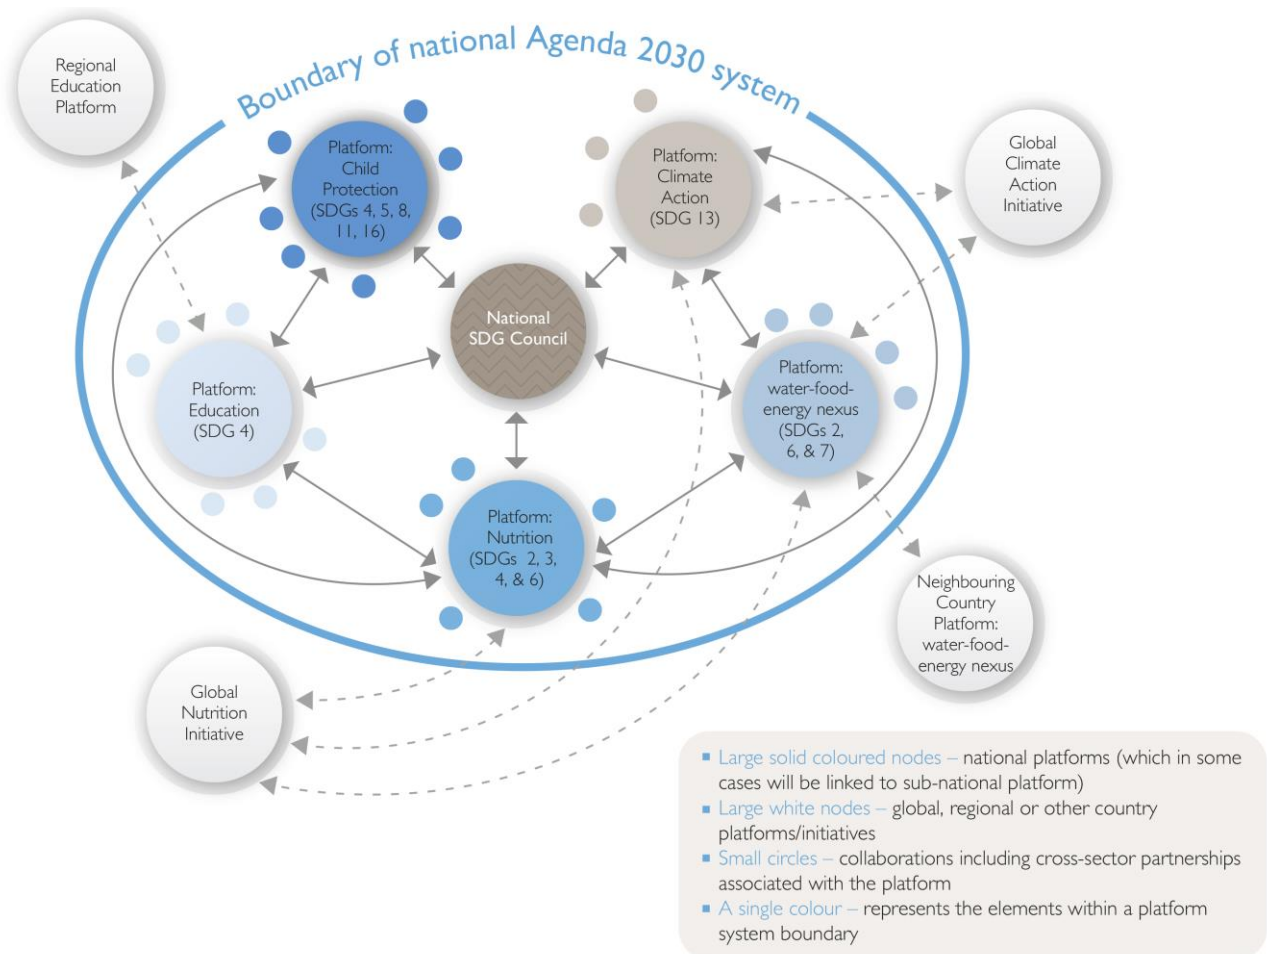 Boundary of national Agenda 2030 system
Regional
Education
Platform
Platform:
Child
Protection
(SDGs 4, 5, 8,
11, 16)
Platform:
Climate
Action
(SDG 13)
Global
Climate
Action
Initiative
National
SDG Council
Platform:
Education
(SDG 4)
Platform:
water-food-
energy nexus
(SDGs 2,
6, & 7)
Platform:
Nutrition
(SDGs 2, 3,
4, & 6)
Neighbouring
Country
Platform:
water-food-
energy nexus
Global
Nutrition
Initiative
▪ Large solid coloured nodes – national platforms (which in some
cases will be linked to sub-national platform)
▪ Large white nodes – global, regional or other country
platforms/initiatives
▪ Small circles – collaborations including cross-sector partnerships
associated with the platform
▪ A single colour – represents the elements within a platform
system boundary